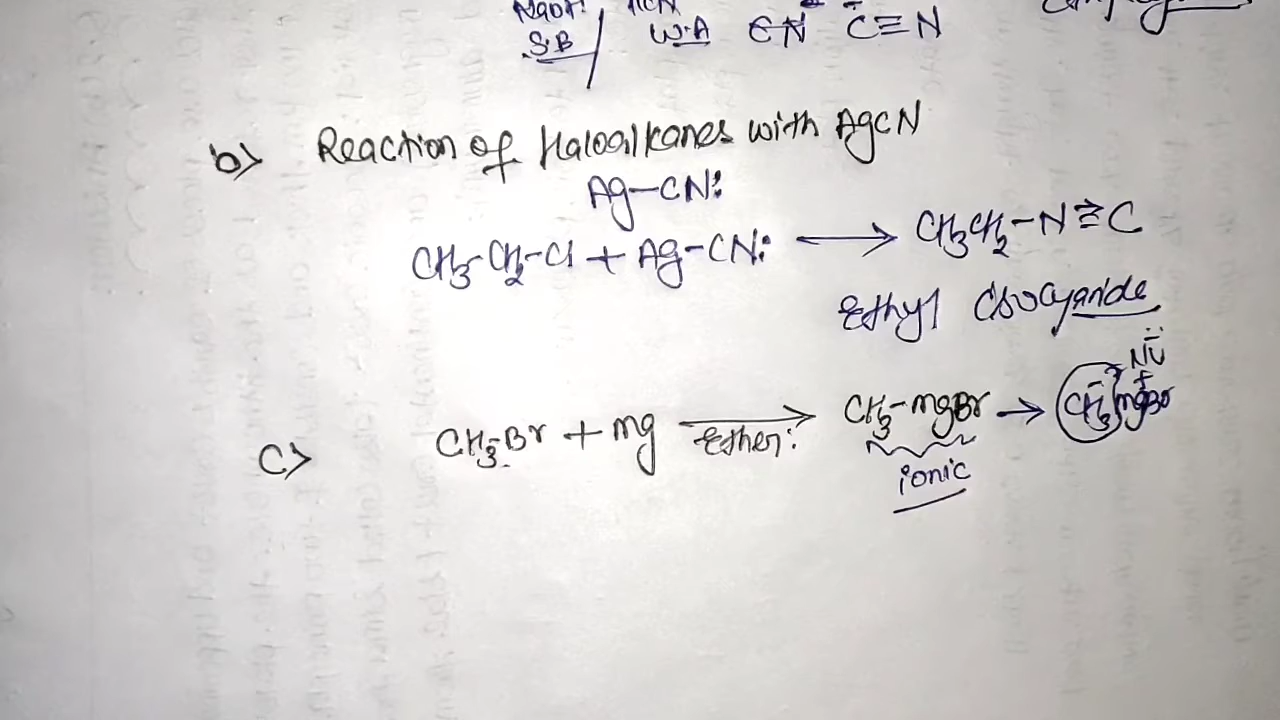 S.B / W.A CN C≡N
b) Reaction of Haloalkanes with AgCN
Ag-CN:
CH3-CH2-Cl + Ag-CN: → CH3CH2-N≡C
Ethyl isocyanide
Nu
c) CH3-Br + Mg → CH3-MgBr → CH3 MgBr
Ether:
ionic